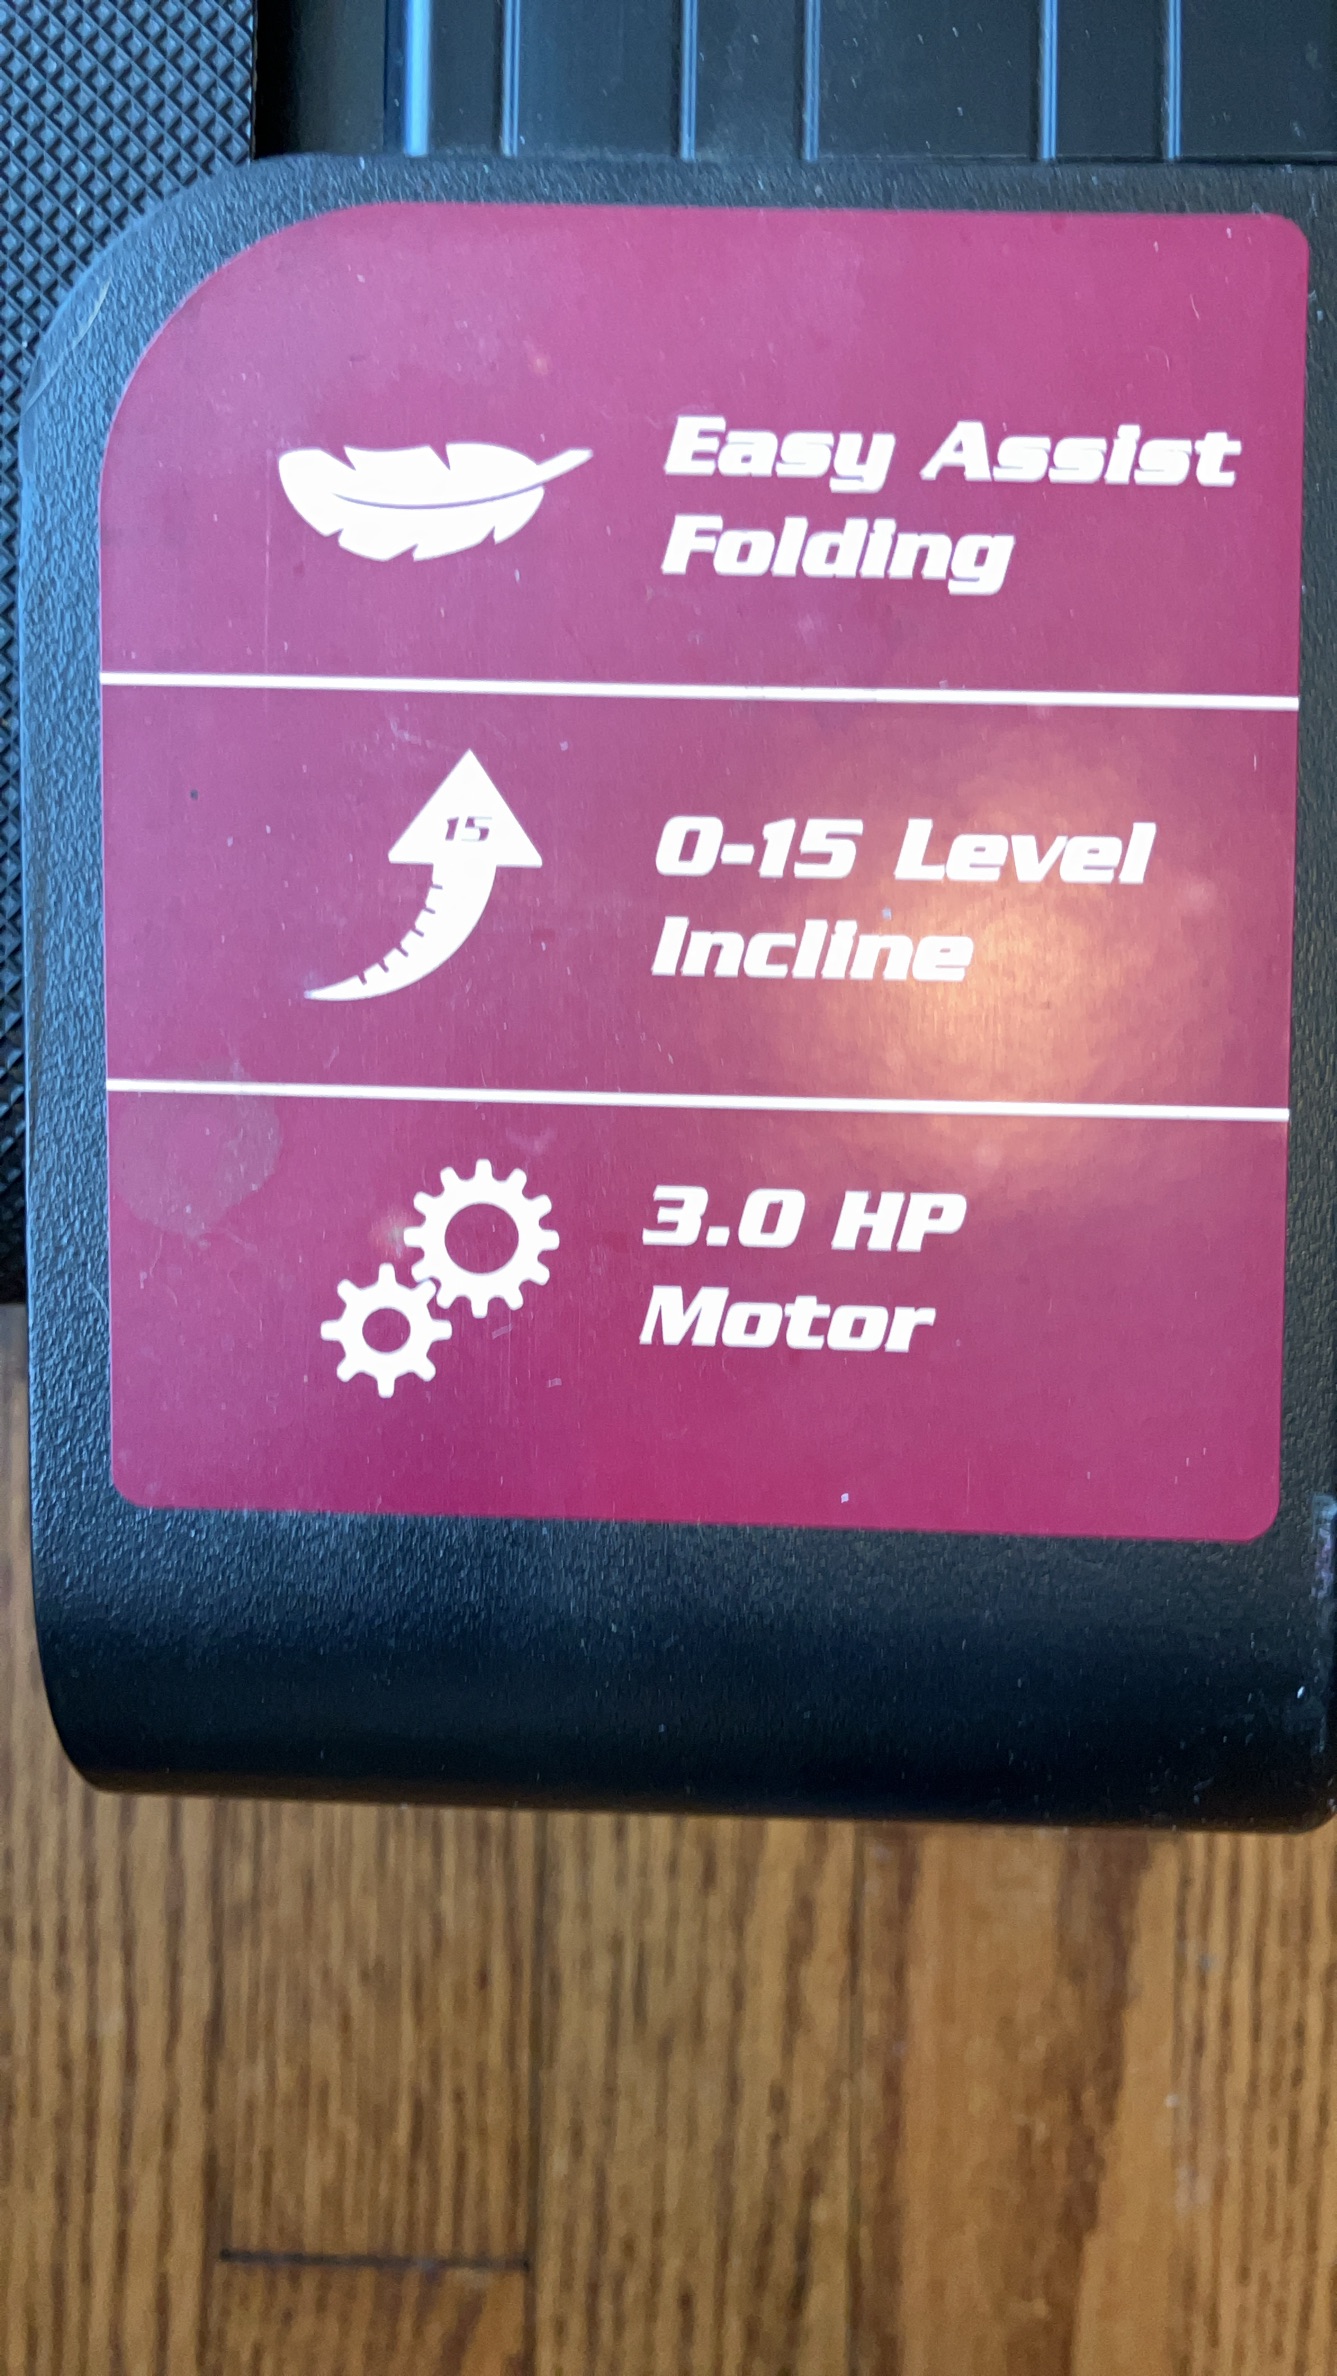 Easy Assist
Folding
15
0-15 Level
Incline
3.0 HP
Motor